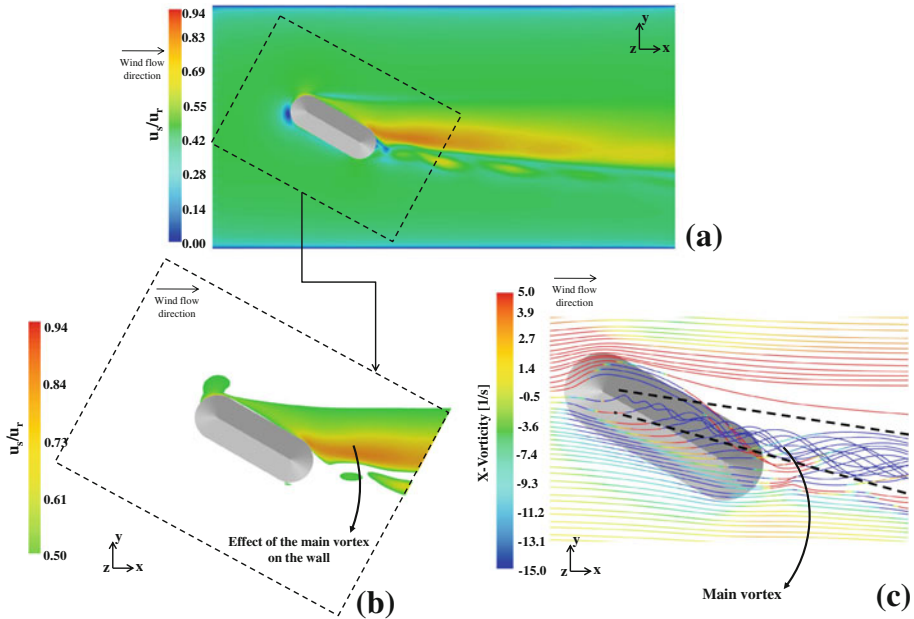 0.94
0.83
0.69
0.55
0.42
0.28
0.14
0.00
u_s/u_r
Wind flow
direction
y
z x
(a)
Wind flow
direction
0.94
0.84
0.73
0.61
0.50
u_s/u_r
y
z x
Effect of the main vortex
on the wall
(b)
Wind flow
direction
5.0
3.9
2.7
1.4
-0.5
-3.6
-7.4
-9.3
-11.2
-13.1
-15.0
X-Vorticity [1/s]
y
z x
Main vortex
(c)